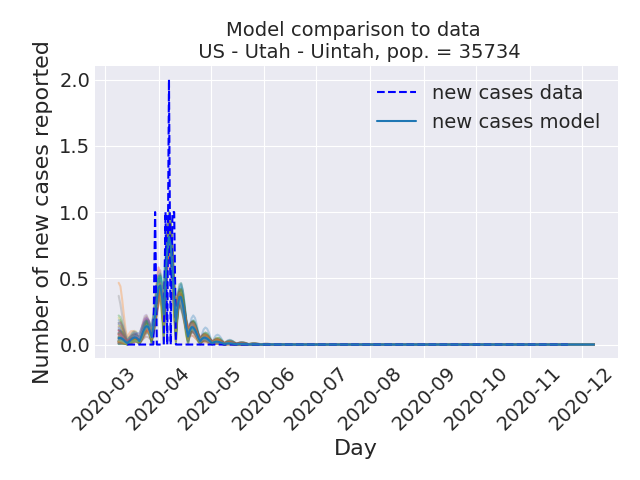 Model comparison to data
US - Utah - Uintah, pop. = 35734
Number of new cases reported
2.0
1.5
1.0
0.5
0.0
new cases data
new cases model
2020-03
2020-04
2020-05
2020-06
2020-07
2020-08
2020-09
2020-10
2020-11
2020-12
Day